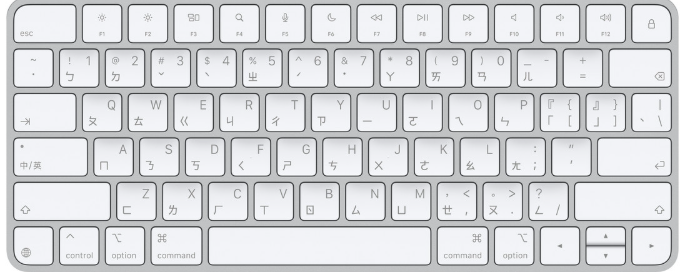 esc F1 F2 F3 F4 F5 F6 F7 F8 F9 F10 F11 F12
~ ! 1 @ 2 # 3 $ 4 % 5 ^ 6 & 7 * 8 ( 9 ) 0 _ - +
· ㄅ ㄉ ˇ ˋ ㄓ ˊ ˙ ㄚ ㄞ ㄢ ㄦ =
Q W E R T Y U I O P 『 { 』 } |
ㄆ ㄊ ㄍ ㄐ ㄔ ㄗ ㄧ ㄛ ㄟ ㄣ 「 [ 」 ] 、 \
A S D F G H J K L : "
中/英 ㄇ ㄋ ㄎ ㄑ ㄕ ㄘ ㄨ ㄜ ㄠ ㄤ ; '
Z X C V B N M , < 。 > ?
ㄈ ㄌ ㄏ ㄒ ㄖ ㄙ ㄩ ㄝ , ㄡ . ㄥ /
control option command command option